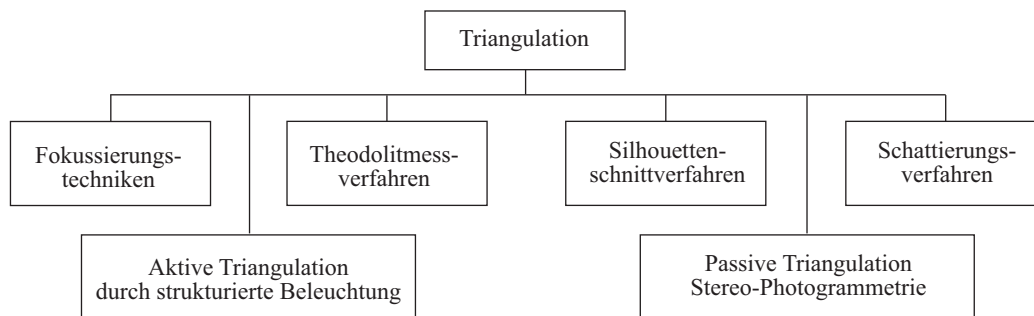 Triangulation
Fokussierungs-
techniken
Theodolitmess-
verfahren
Silhouetten-
schnittverfahren
Schattierungs-
verfahren
Aktive Triangulation
durch strukturierte Beleuchtung
Passive Triangulation
Stereo-Photogrammetrie